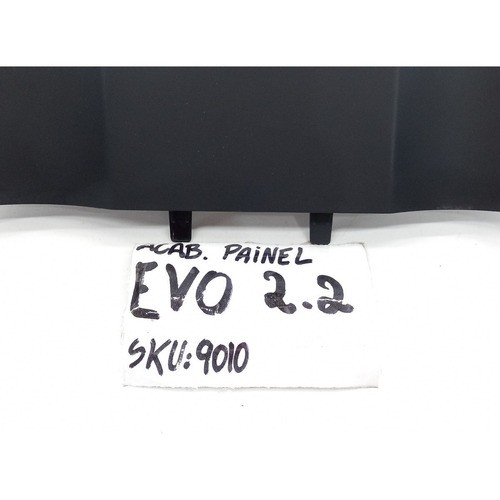 ACAB. PAINEL
EVO 2.2
SKU:9010